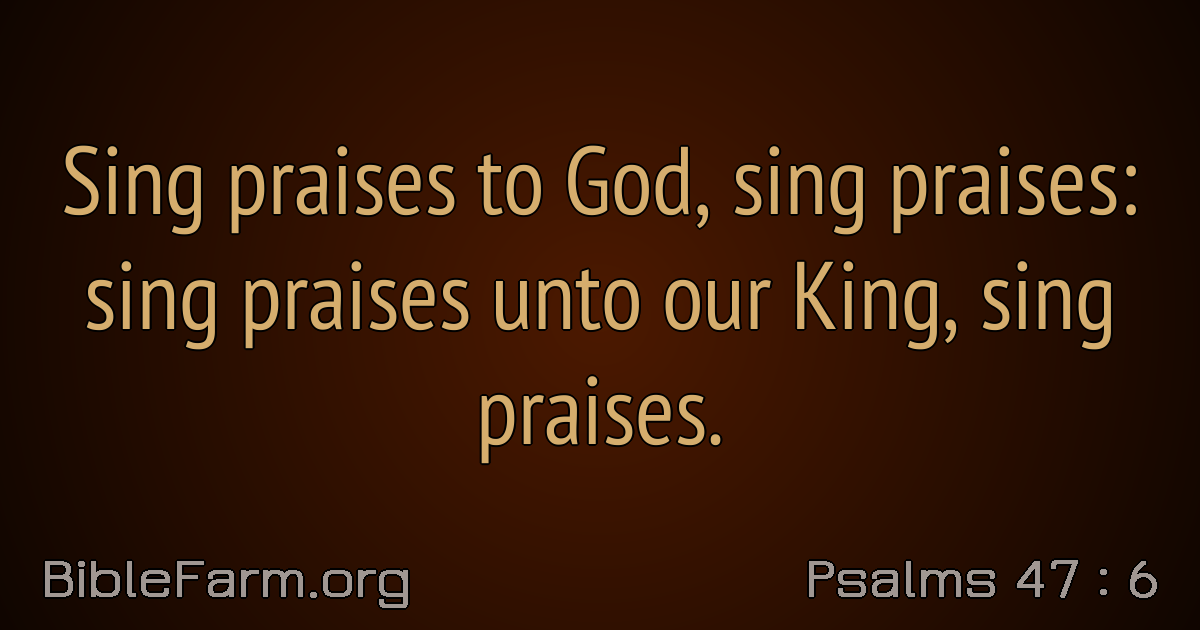 Sing praises to God, sing praises:
sing praises unto our King, sing
praises.
BibleFarm.org
Psalms 47 : 6